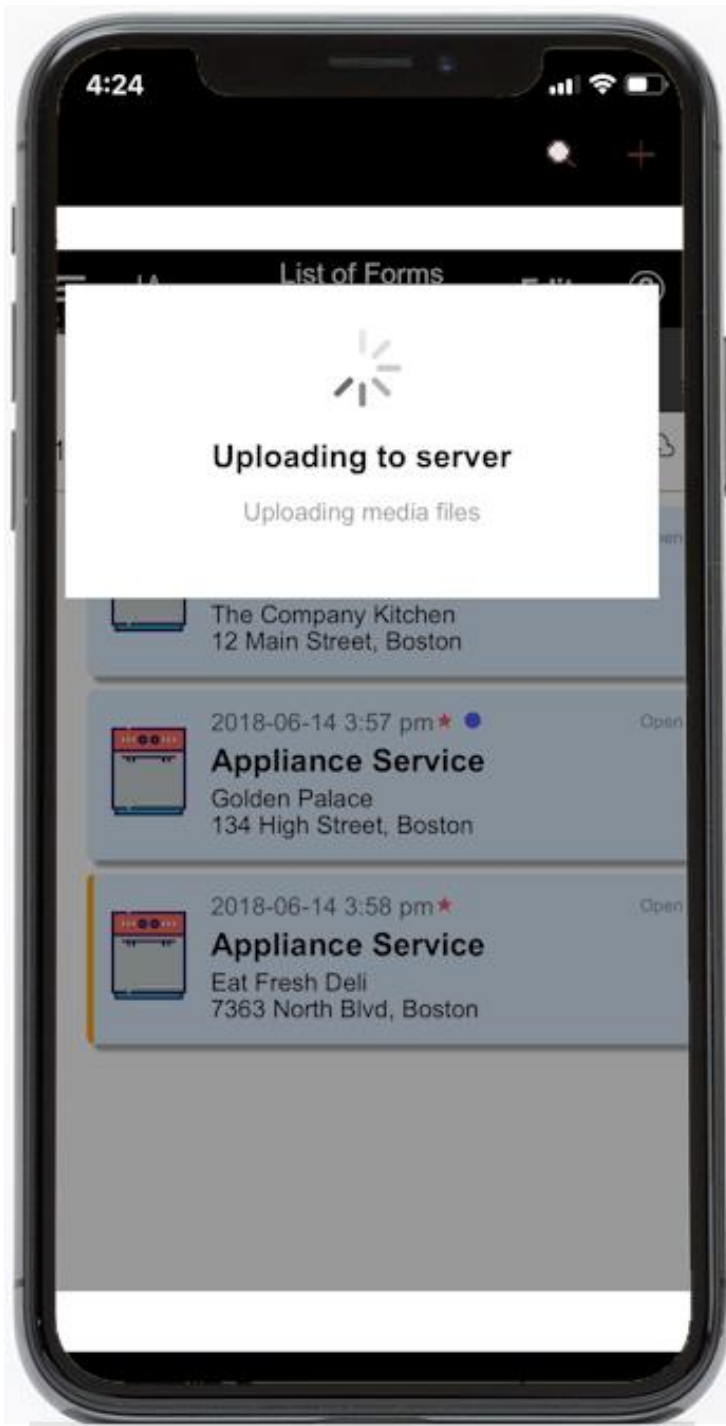 4:24
List of Forms
Edit
Uploading to server
Uploading media files
The Company Kitchen
12 Main Street, Boston
2018-06-14 3:57 pm
Open
Appliance Service
Golden Palace
134 High Street, Boston
2018-06-14 3:58 pm
Open
Appliance Service
Eat Fresh Deli
7363 North Blvd, Boston